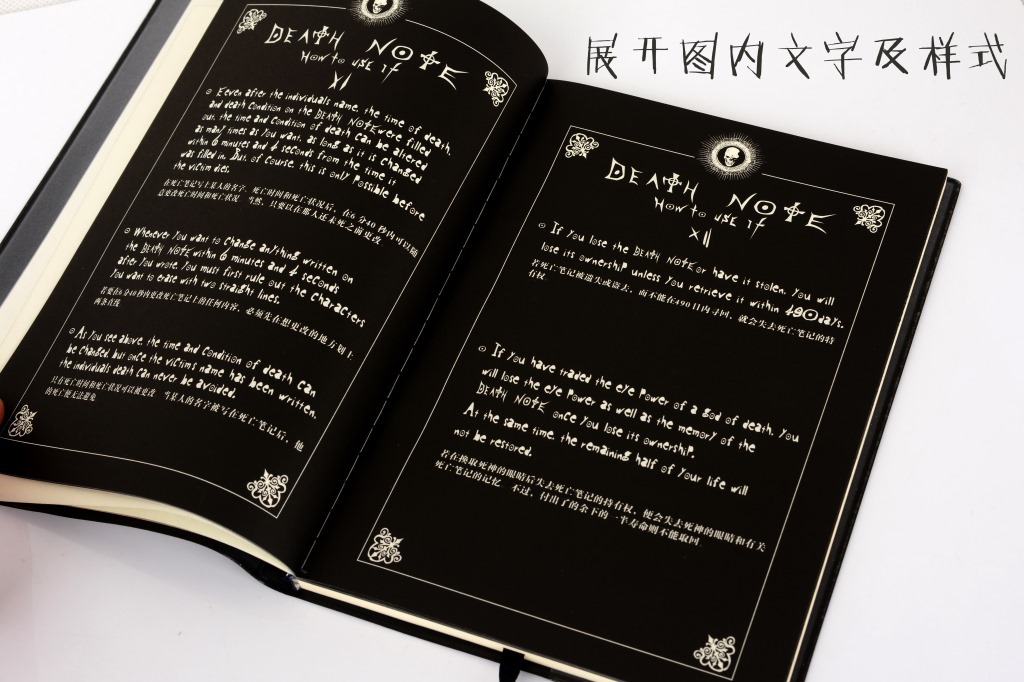 展开图内文字及样式
DEATH NOTE
How to use it
XI
Eeven after the individuals name, the time of death,
and death condition on the DEATH NOTE were filled
out, the time and condition of death can be altered
as many times as you want, as long as it is changed
within 6 minutes and 4 seconds from the time it
was filled in. But, of course this is only possible before
the victim dies.
在死亡笔记写上某人的名字、死亡时间和死亡状况后,在6分40秒内可以随
意更改死亡时间和死亡状况 当然,只要以在那人还未死之前更改
Whenever you want to change anything written on
the DEATH NOTE within 6 minutes and 4 seconds
after you wrote. You must first rule out the characters
you want to erase with two straight lines.
若要在6分40秒内更改死亡笔记上的任何内容,必须先在想更改的地方划上
两条直线
As you see above, the time and condition of death can
be changed, but once the victims name has been written,
the individuals death can never be avoided.
只有死亡时间和死亡状况可以被更改 当某人的名字被写在死亡笔记后,他
的死亡便无法避免
DEATH NOTE
How to use it
XII
If you lose the DEATH NOTE or have it stolen, you will
lose its ownership unless you retrieve it within 490 days.
若死亡笔记被遗失或盗去,而不能在490日内寻回,就会失去死亡笔记的持
有权
If you have traded the eye power of a god of death, you
will lose the eye power as well as the memory of the
DEATH NOTE once you lose its ownership.
At the same time, the remaining half of your life will
not be restored.
若在换取死神的眼睛后失去死亡笔记的持有权,便会失去死神的眼睛和有关
死亡笔记的记忆 不过,付出了的余下的一半寿命则不能取回